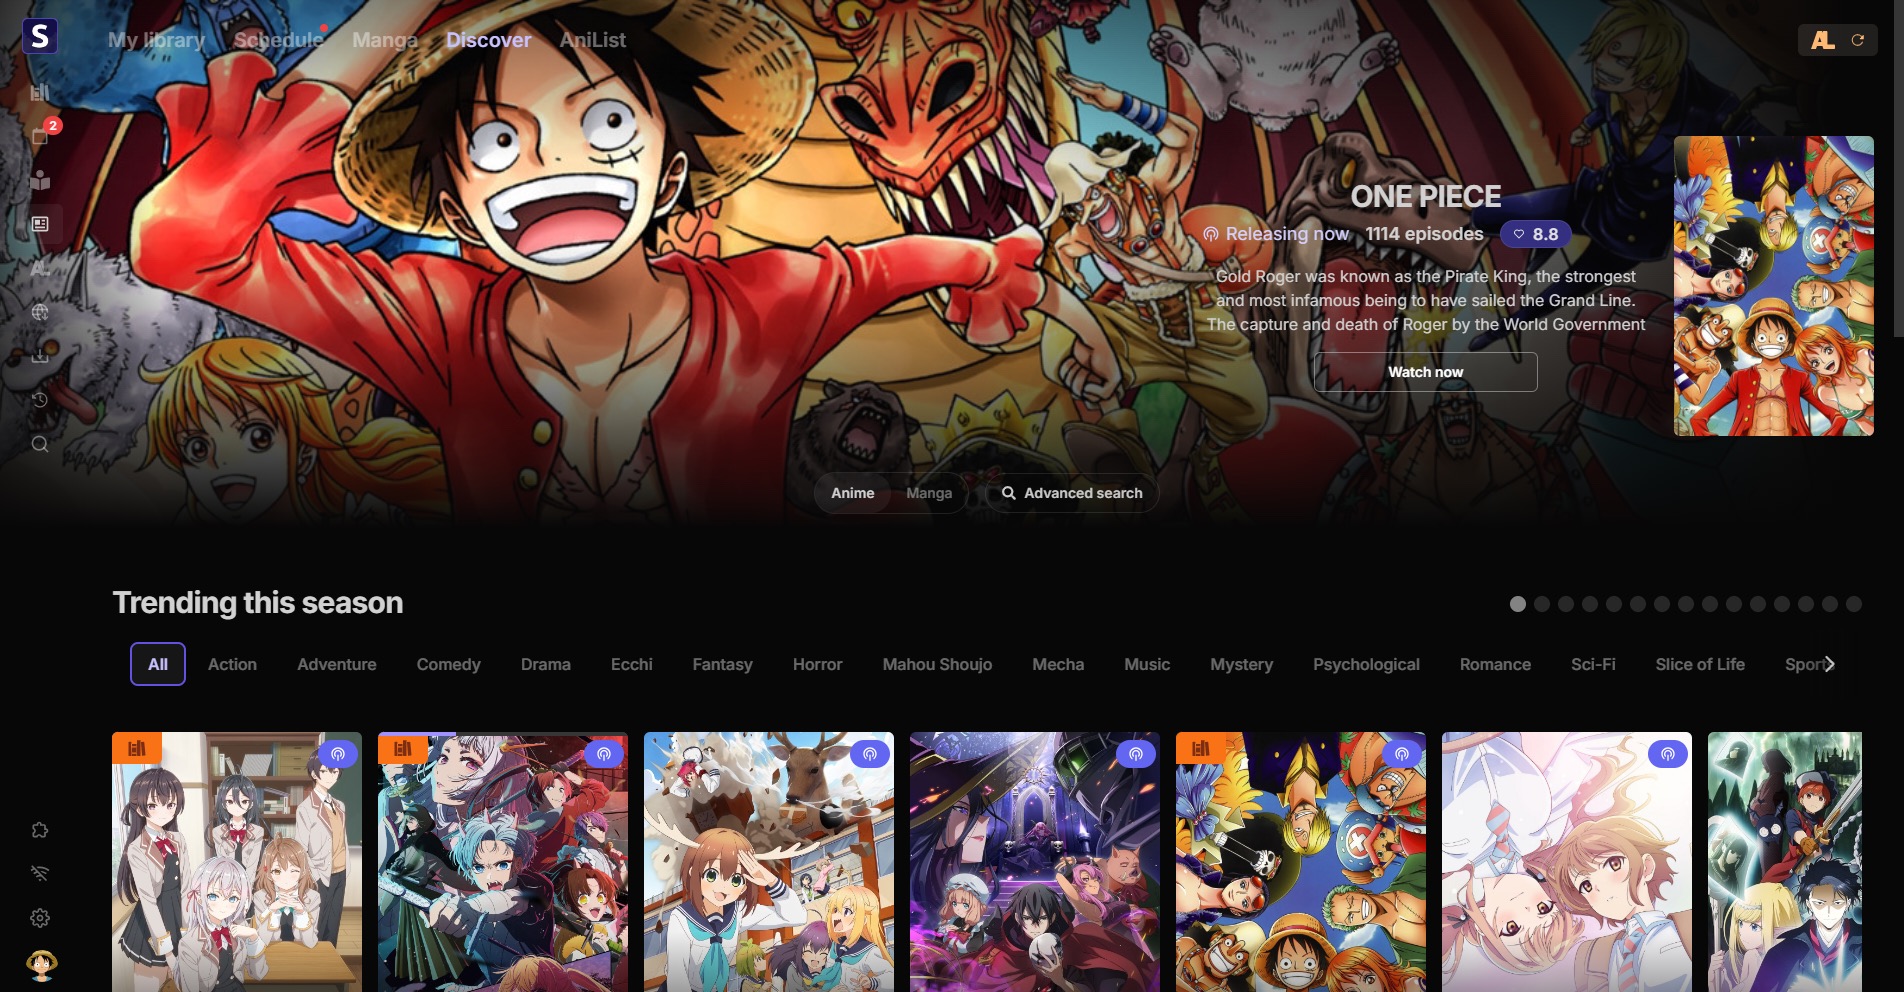 S
My library
Schedule
Manga
Discover
AniList
AL
2
AL
ONE PIECE
Releasing now 1114 episodes 8.8
Gold Roger was known as the Pirate King, the strongest
and most infamous being to have sailed the Grand Line.
The capture and death of Roger by the World Government
Watch now
Anime
Manga
Advanced search
Trending this season
All Action Adventure Comedy Drama Ecchi Fantasy Horror Mahou Shoujo Mecha Music Mystery Psychological Romance Sci-Fi Slice of Life Sports